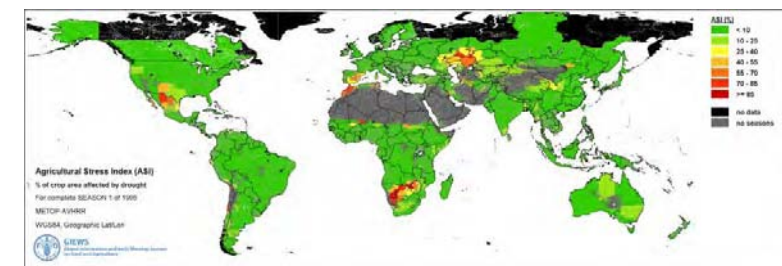 ASI (%)
< 10
10 - 25
25 - 40
40 - 55
55 - 70
70 - 85
>= 85
no data
no seasons
Agricultural Stress Index (ASI)
% of crop area affected by drought
For complete SEASON 1 of
METOP-AVHRR
WGS84, Geographic Lat/Lon
GIEWS